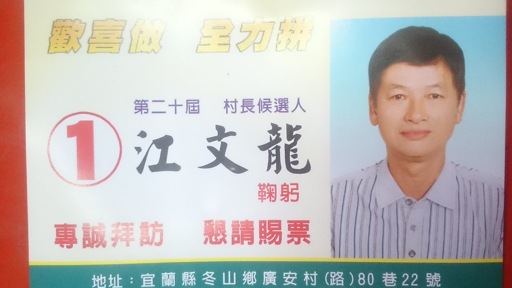 歡喜做 全力拼
第二十屆 村長候選人
1 江文龍
鞠躬
專誠拜訪 懇請賜票
地址：宜蘭縣冬山鄉廣安村(路)80巷22號